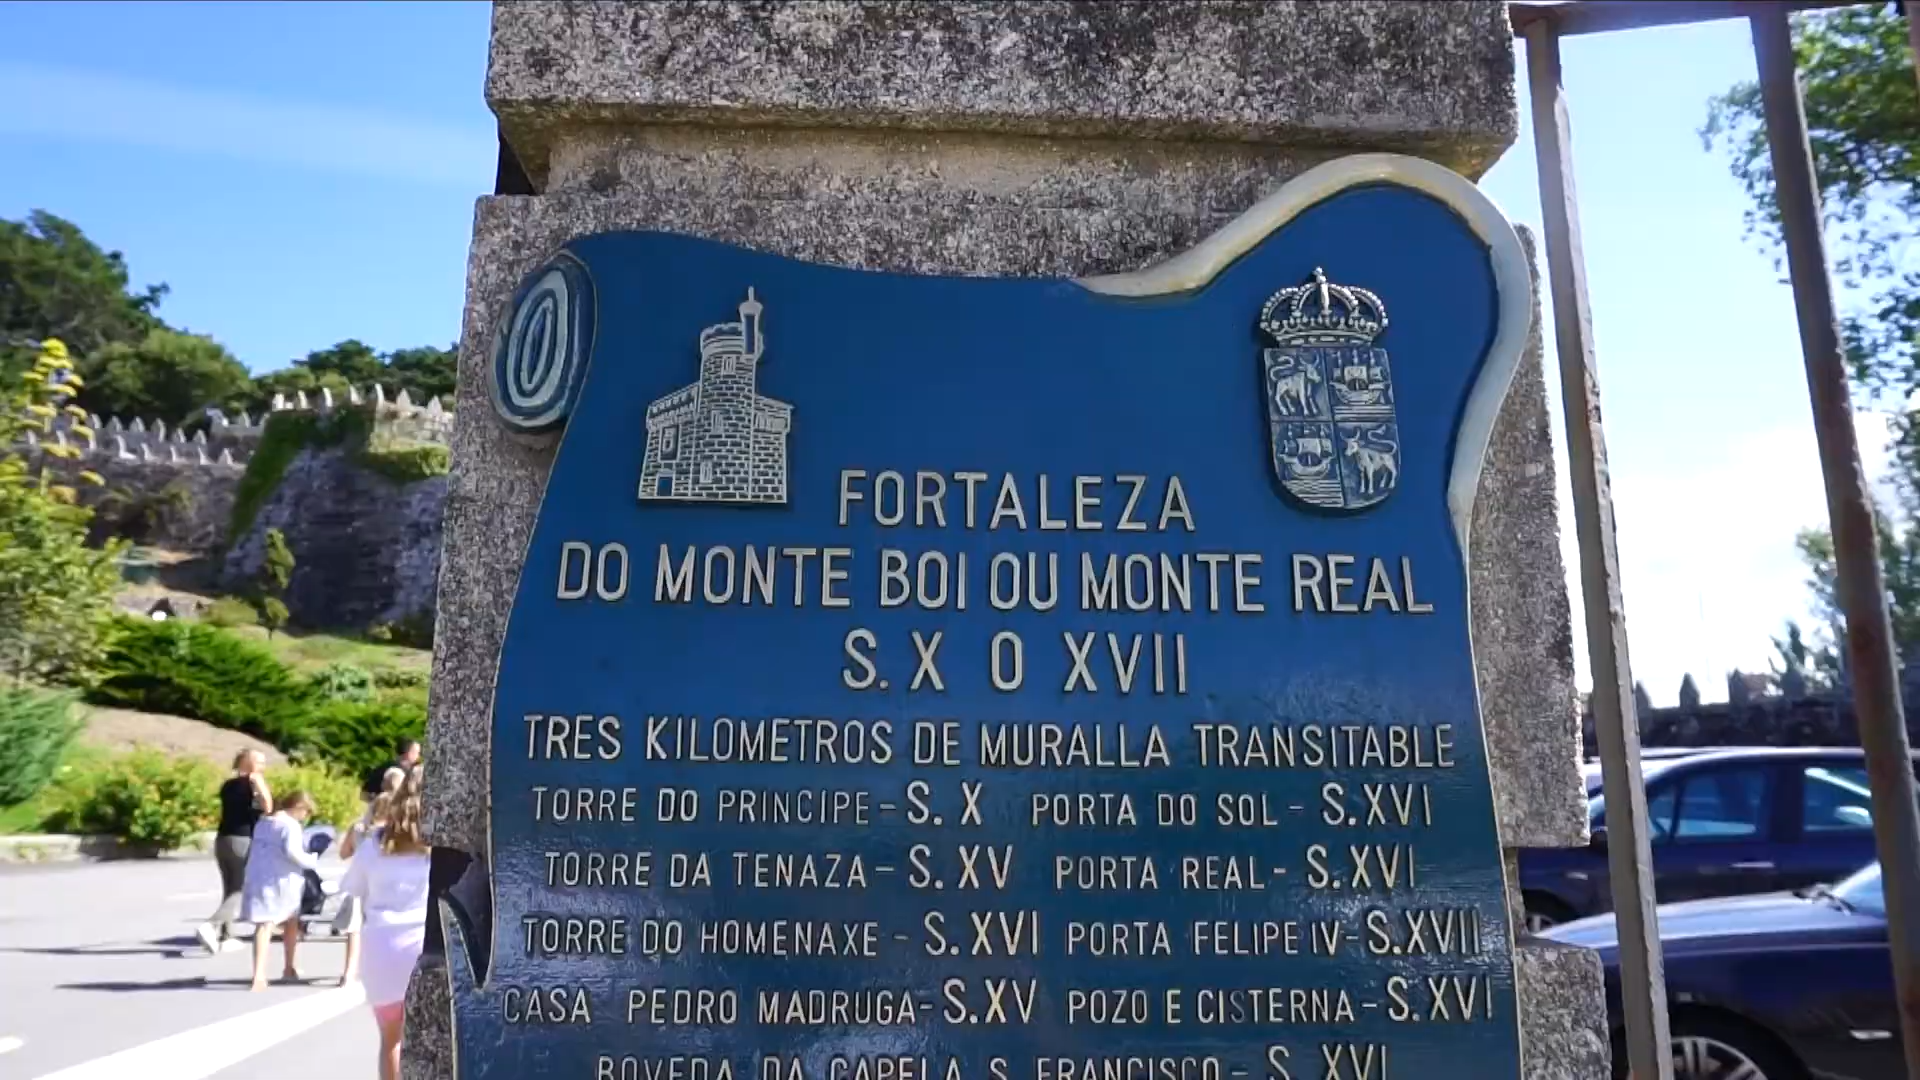 FORTALEZA
DO MONTE BOI OU MONTE REAL
S. X O XVII
TRES KILOMETROS DE MURALLA TRANSITABLE
TORRE DO PRINCIPE - S. X PORTA DO SOL - S. XVI
TORRE DA TENAZA - S. XV PORTA REAL - S. XVI
TORRE DO HOMENAXE - S. XVI PORTA FELIPE IV - S. XVII
CASA PEDRO MADRUGA - S. XV POZO E CISTERNA - S. XVI
BOVEDA DA CAPELA S. FRANCISCO - S. XVI